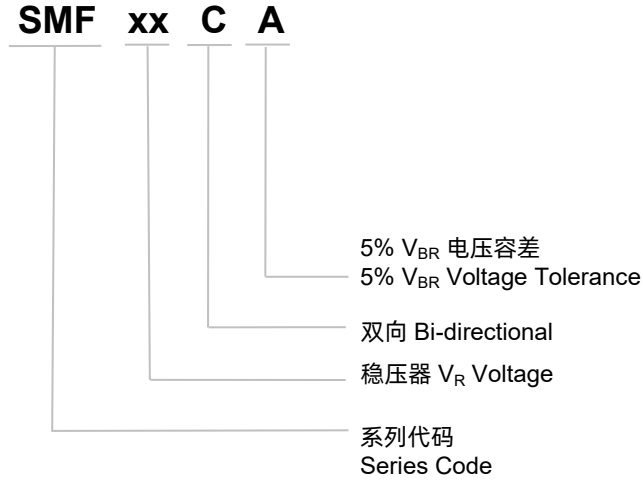 SMF xx C A
5% VBR 电压容差
5% VBR Voltage Tolerance
双向 Bi-directional
稳压器 VR Voltage
系列代码
Series Code